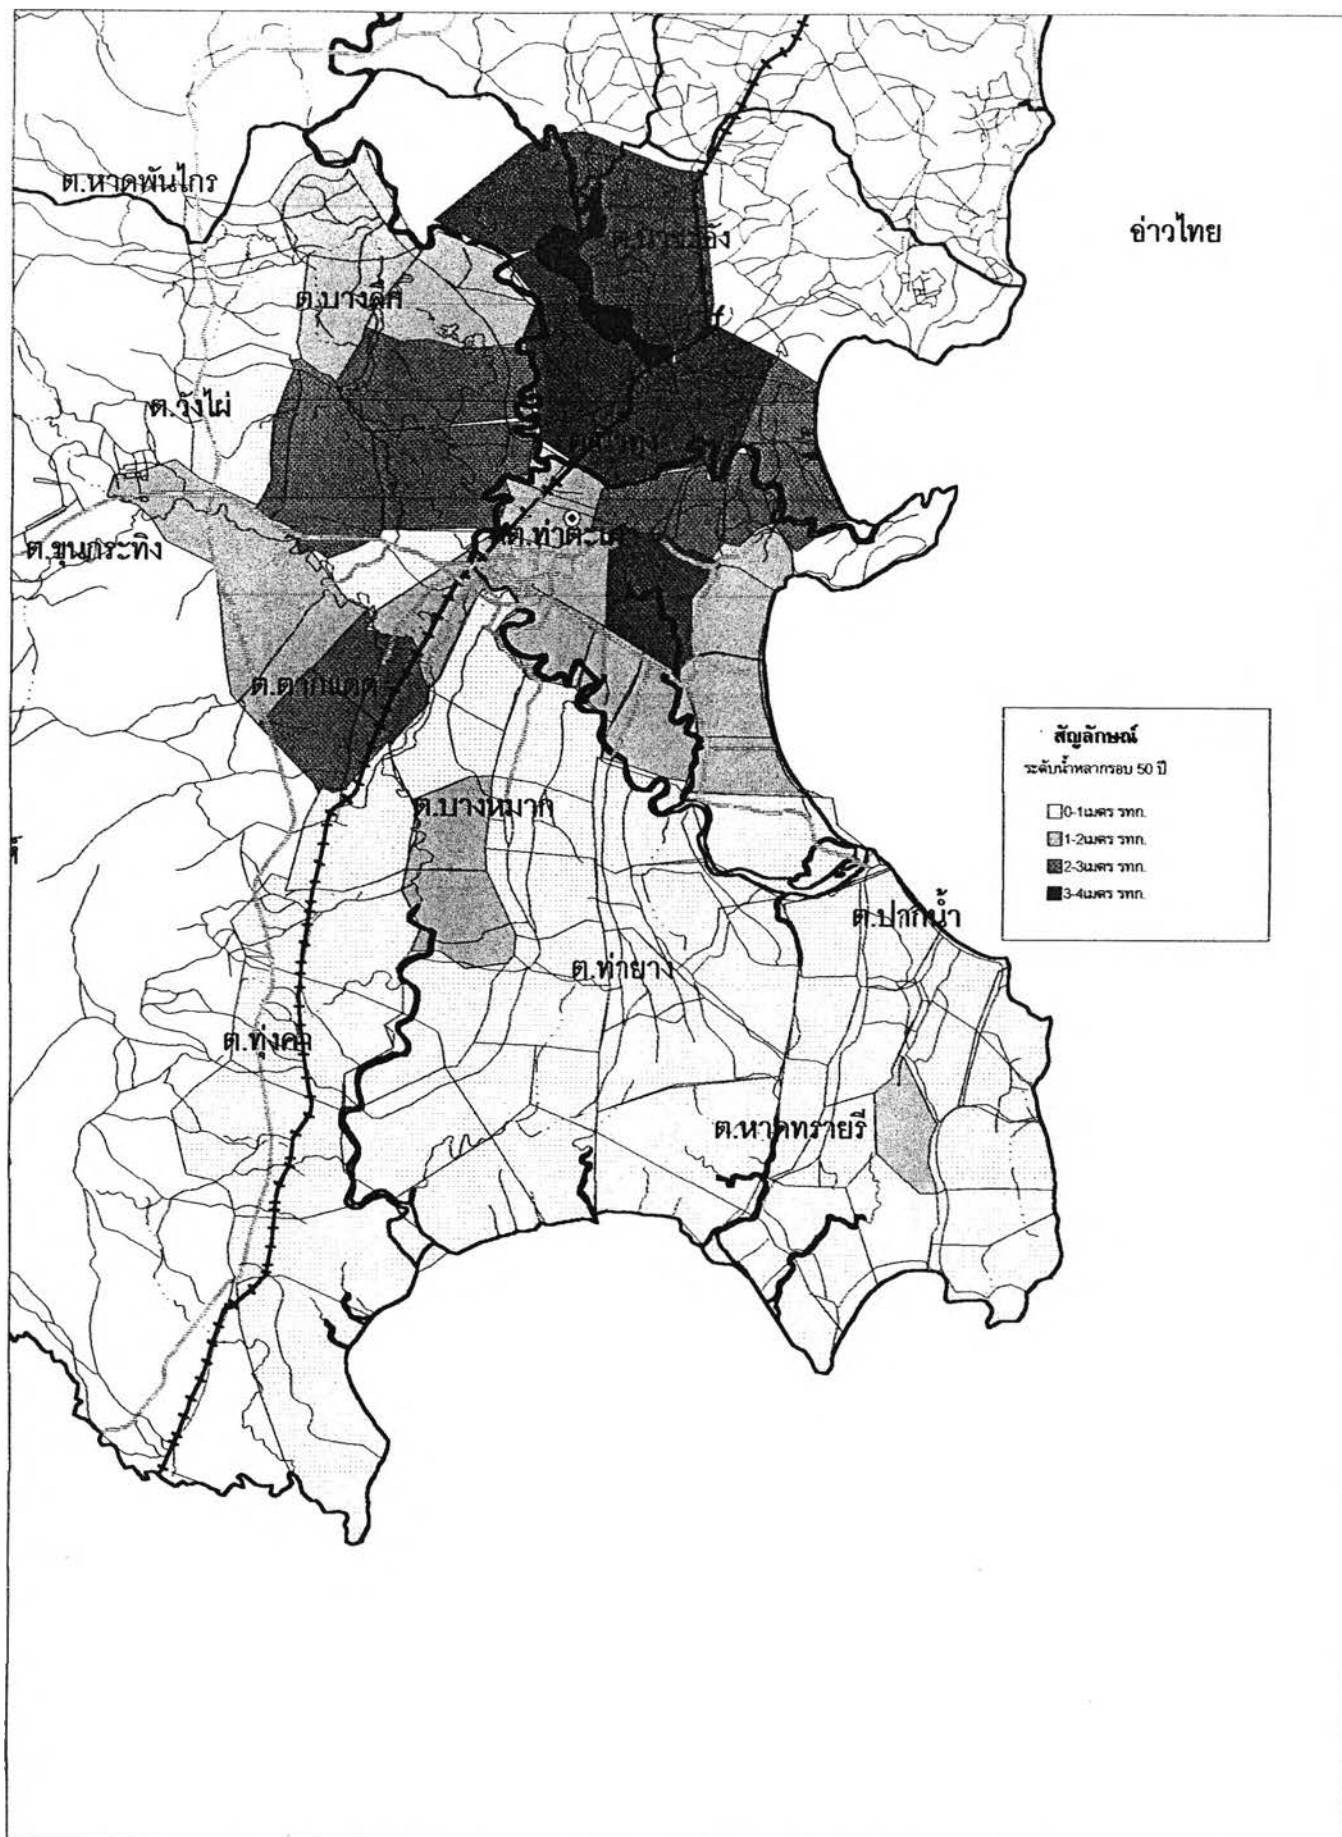 ต.หาดพันไกร
อ่าวไทย
ต.บางลึก
ต.วังไผ่
ต.ขุนกระทิง
ต.ตากแดด
สัญลักษณ์
ระดับน้ำหลากรอบ 50 ปี
0-1เมตร รทก.
1-2เมตร รทก.
2-3เมตร รทก.
3-4เมตร รทก.
ต.บางหมาก
ต.ปากน้ำ
ต.ท่ายาง
ต.ทุ่งคา
ต.หาดทรายรี